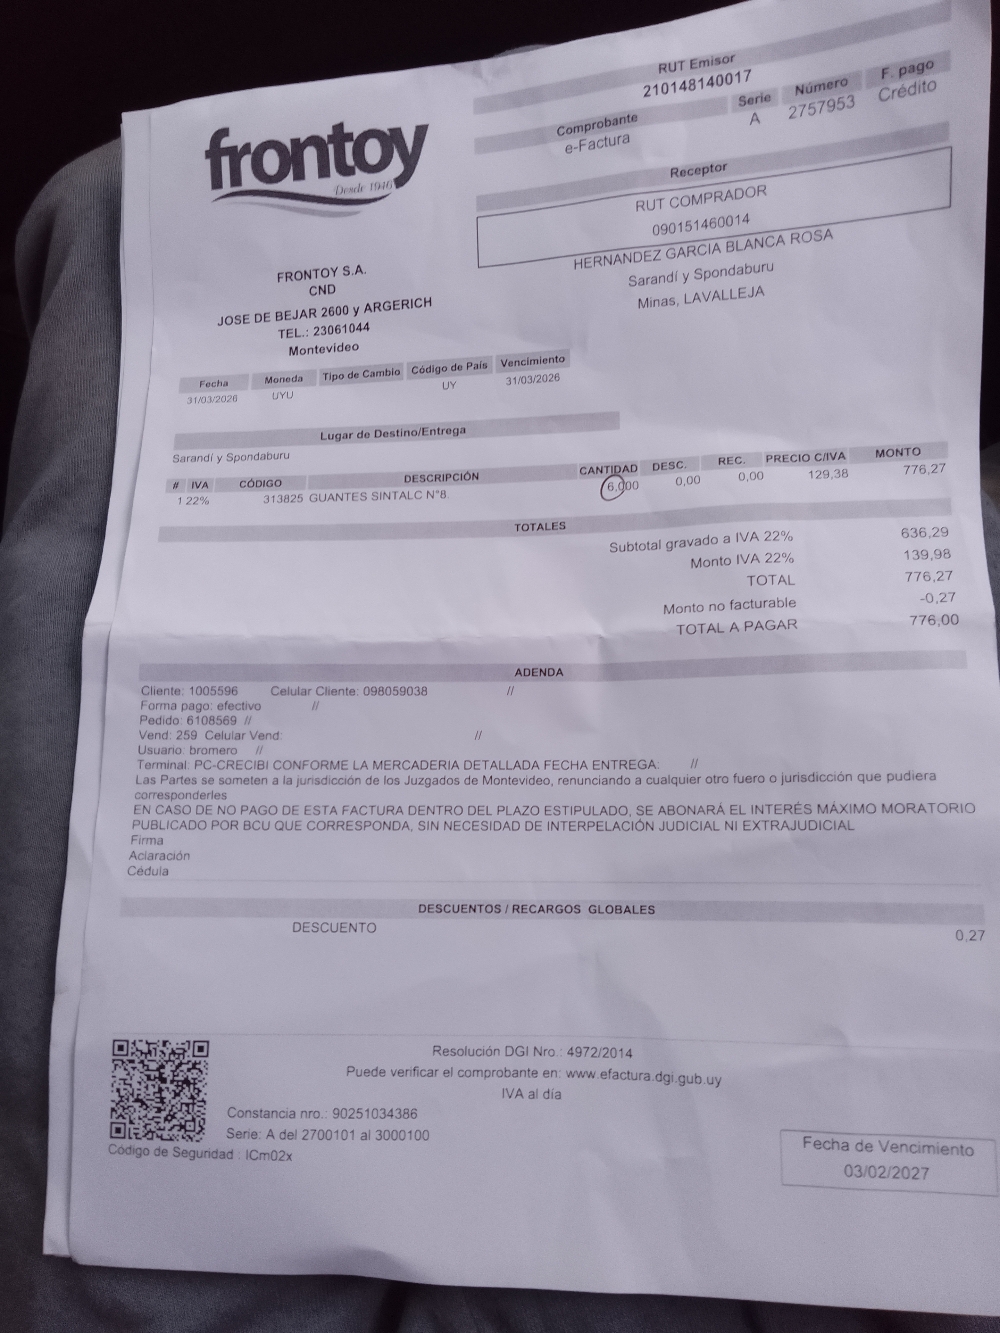 frontoy
Desde 1946
RUT Emisor
210148140017
Comprobante Serie Número F. pago
e-Factura A 2757953 Crédito
Receptor
RUT COMPRADOR
090151460014
HERNANDEZ GARCIA BLANCA ROSA
Sarandí y Spondaburu
Minas, LAVALLEJA
FRONTOY S.A.
CND
JOSE DE BEJAR 2600 y ARGERICH
TEL.: 23061044
Montevideo
Fecha Moneda Tipo de Cambio Código de País Vencimiento
31/03/2026 UYU UY 31/03/2026
Lugar de Destino/Entrega
Sarandí y Spondaburu
# IVA CÓDIGO DESCRIPCIÓN CANTIDAD DESC. REC. PRECIO C/IVA MONTO
1 22% 313825 GUANTES SINTALC N°8. 6,000 0,00 0,00 129,38 776,27
TOTALES
Subtotal gravado a IVA 22% 636,29
Monto IVA 22% 139,98
TOTAL 776,27
Monto no facturable -0,27
TOTAL A PAGAR 776,00
ADENDA
Cliente: 1005596 Celular Cliente: 098059038 //
Forma pago: efectivo //
Pedido: 6108569 //
Vend: 259 Celular Vend: //
Usuario: bromero //
Terminal: PC-CRECIBI CONFORME LA MERCADERIA DETALLADA FECHA ENTREGA: //
Las Partes se someten a la jurisdicción de los Juzgados de Montevideo, renunciando a cualquier otro fuero o jurisdicción que pudiera
corresponderles
EN CASO DE NO PAGO DE ESTA FACTURA DENTRO DEL PLAZO ESTIPULADO, SE ABONARÁ EL INTERÉS MÁXIMO MORATORIO
PUBLICADO POR BCU QUE CORRESPONDA, SIN NECESIDAD DE INTERPELACIÓN JUDICIAL NI EXTRAJUDICIAL
Firma
Aclaración
Cédula
DESCUENTOS / RECARGOS GLOBALES
DESCUENTO 0,27
Resolución DGI Nro.: 4972/2014
Puede verificar el comprobante en: www.efactura.dgi.gub.uy
IVA al día
Constancia nro.: 90251034386
Serie: A del 2700101 al 3000100
Código de Seguridad : ICm02x
Fecha de Vencimiento
03/02/2027